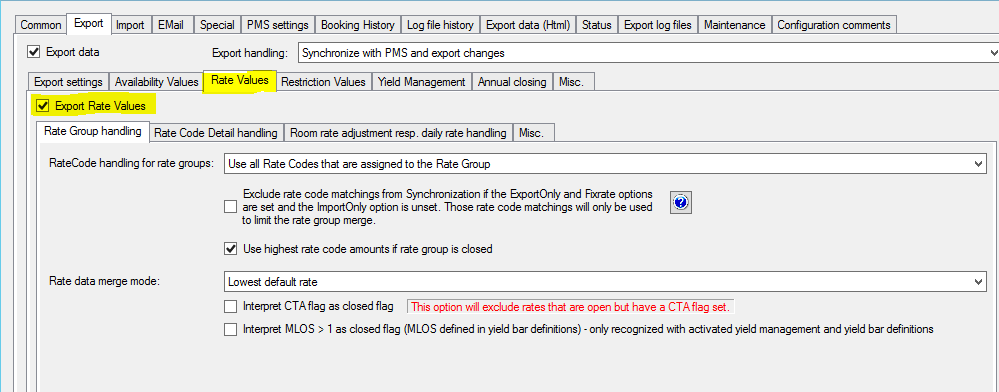 Common Export Import EMail Special PMS settings Booking History Log file history Export data (Html) Status Export log files Maintenance Configuration comments
Export data Export handling: Synchronize with PMS and export changes
Export settings Availability Values Rate Values Restriction Values Yield Management Annual closing Misc.
Export Rate Values
Rate Group handling Rate Code Detail handling Room rate adjustment resp. daily rate handling Misc.
RateCode handling for rate groups: Use all Rate Codes that are assigned to the Rate Group
Exclude rate code matchings from Synchronization if the ExportOnly and Fixrate options
are set and the ImportOnly option is unset. Those rate code matchings will only be used
to limit the rate group merge.
?
Use highest rate code amounts if rate group is closed
Rate data merge mode: Lowest default rate
Interpret CTA flag as closed flag This option will exclude rates that are open but have a CTA flag set.
Interpret MLOS > 1 as closed flag (MLOS defined in yield bar definitions) - only recognized with activated yield management and yield bar definitions